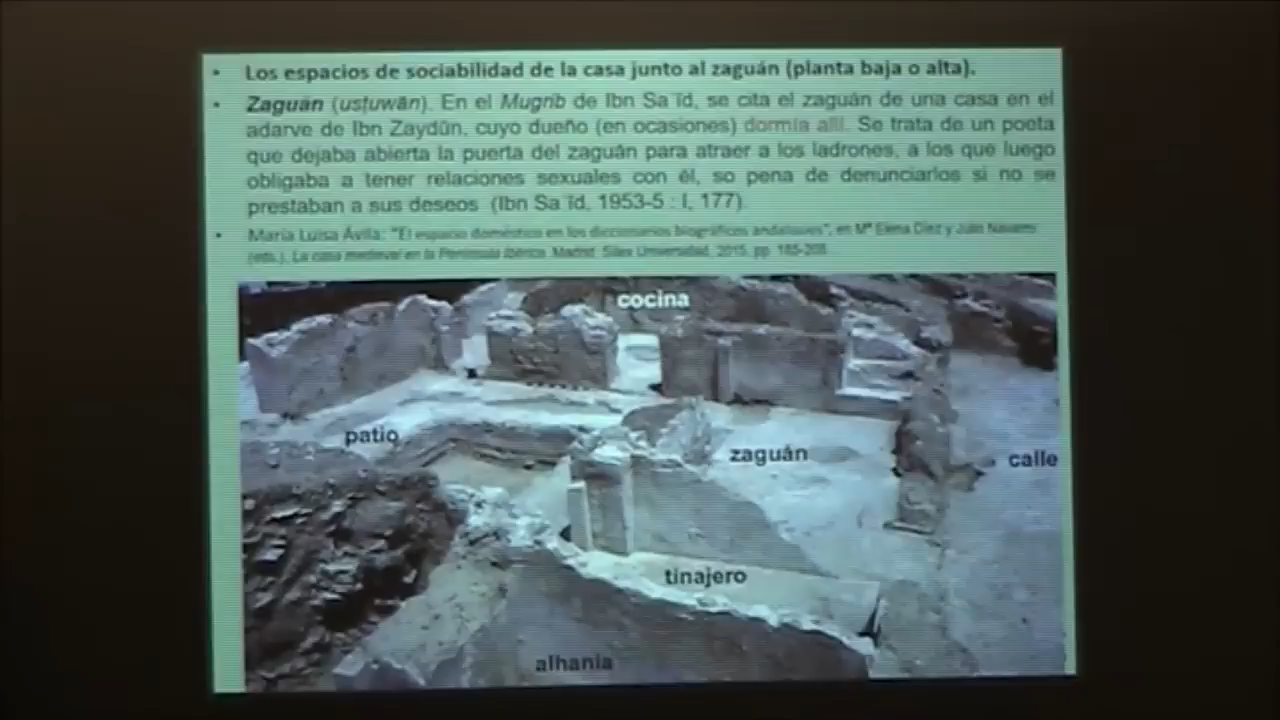 • Los espacios de sociabilidad de la casa junto al zaguán (planta baja o alta).
• Zaguán (usṭuwān). En el Mugrib de Ibn Sa´īd, se cita el zaguán de una casa en el
adarve de Ibn Zaydūn, cuyo dueño (en ocasiones) dormía allí. Se trata de un poeta
que dejaba abierta la puerta del zaguán para atraer a los ladrones, a los que luego
obligaba a tener relaciones sexuales con él, so pena de denunciarlos si no se
prestaban a sus deseos (Ibn Sa´īd, 1953-5 : I, 177).
• María Luisa Ávila: "El espacio doméstico en los diccionarios biográficos andalusíes", en Mª Elena Díez y Julio Navarro
(eds.), La casa medieval en la Península Ibérica. Madrid. Sílex Universidad, 2015, pp.
cocina
patio
zaguán
calle
tinajero
alhanía